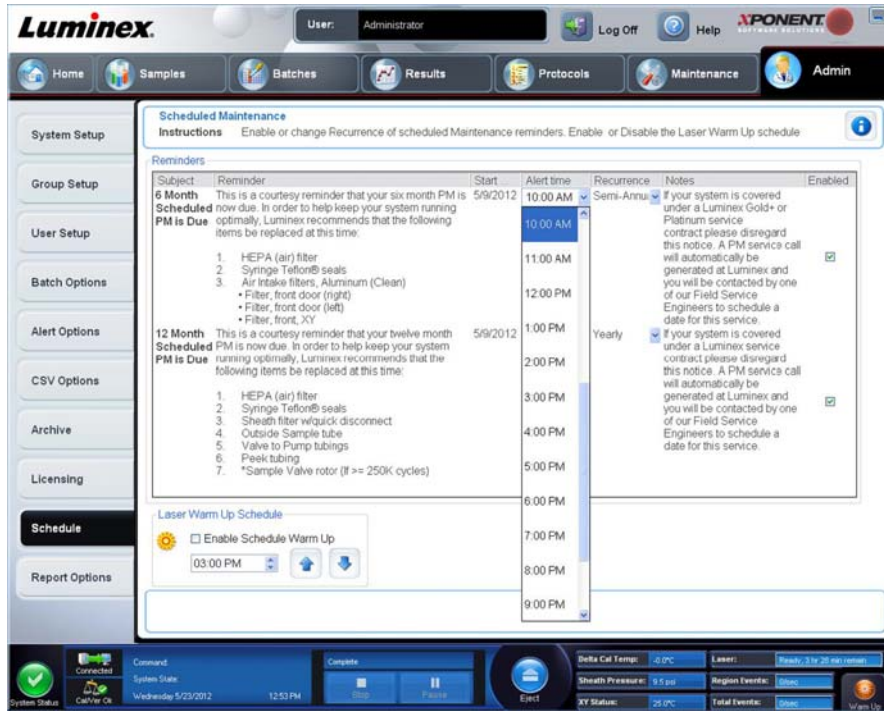 Luminex.
User: Administrator
Log Off
Help
XPONENT.
SOFTWARE SOLUTIONS
Home
Samples
Batches
Results
Protocols
Maintenance
Admin
System Setup
Group Setup
User Setup
Batch Options
Alert Options
CSV Options
Archive
Licensing
Schedule
Report Options
Scheduled Maintenance
Instructions Enable or change Recurrence of scheduled Maintenance reminders. Enable or Disable the Laser Warm Up schedule
Reminders
Subject Reminder Start ... Alert time Recurrence Notes Enabled
6 Month Scheduled PM is Due
This is a courtesy reminder that your six month PM is
now due. In order to help keep your system running
optimally, Luminex recommends that the following
items be replaced at this time:
1. HEPA (air) filter
2. Syringe Teflon® seals
3. Air Intake filters, Aluminum (Clean)
• Filter, front door (right)
• Filter, front door (left)
• Filter, front, XY
5/9/2012
10:00 AM
Semi-Annu
If your system is covered
under a Luminex Gold+ or
Platinum service
contract please disregard
this notice. A PM service call
will automatically be
generated at Luminex and
you will be contacted by one
of our Field Service
Engineers to schedule a
date for this service.
12 Month Scheduled PM is Due
This is a courtesy reminder that your twelve month
PM is now due. In order to help keep your system
running optimally, Luminex recommends that the
following items be replaced at this time:
1. HEPA (air) filter
2. Syringe Teflon® seals
3. Sheath filter w/quick disconnect
4. Outside Sample tube
5. Valve to Pump tubings
6. Peek tubing
7. *Sample Valve rotor (If >= 250K cycles)
5/9/2012
Yearly
If your system is covered
under a Luminex service
contract please disregard
this notice. A PM service call
will automatically be
generated at Luminex and
you will be contacted by one
of our Field Service
Engineers to schedule a
date for this service.
10:00 AM
11:00 AM
12:00 PM
1:00 PM
2:00 PM
3:00 PM
4:00 PM
5:00 PM
6:00 PM
7:00 PM
8:00 PM
9:00 PM
Laser Warm Up Schedule
Enable Schedule Warm Up
03:00 PM
System Status
Connected
Cal/Ver Ok
Command:
System State:
Wednesday 5/23/2012 12:53 PM
Complete
Stop
Pause
Eject
Delta Cal Temp: -0.0°C
Sheath Pressure: 9.5 psi
XY Status: 25.0°C
Laser: Ready, 3 hr 26 min remain
Region Events: 0/sec
Total Events: 0/sec
Warm Up